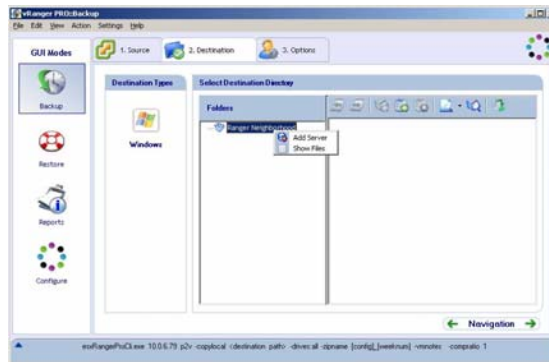 vRanger PRO:Backup
File Edit View Action Settings Help
GUI Modes
1. Source
2. Destination
3. Options
Backup
Restore
Reports
Configure
Destination Types
Windows
Select Destination Directory
Folders
Ranger Neighborhood
Add Server
Show Files
Navigation
10.0.6.79 p2v -copylocal <destination path> -drives:all -zipname [config]_[weeknum] -vmnotes -compratio 1